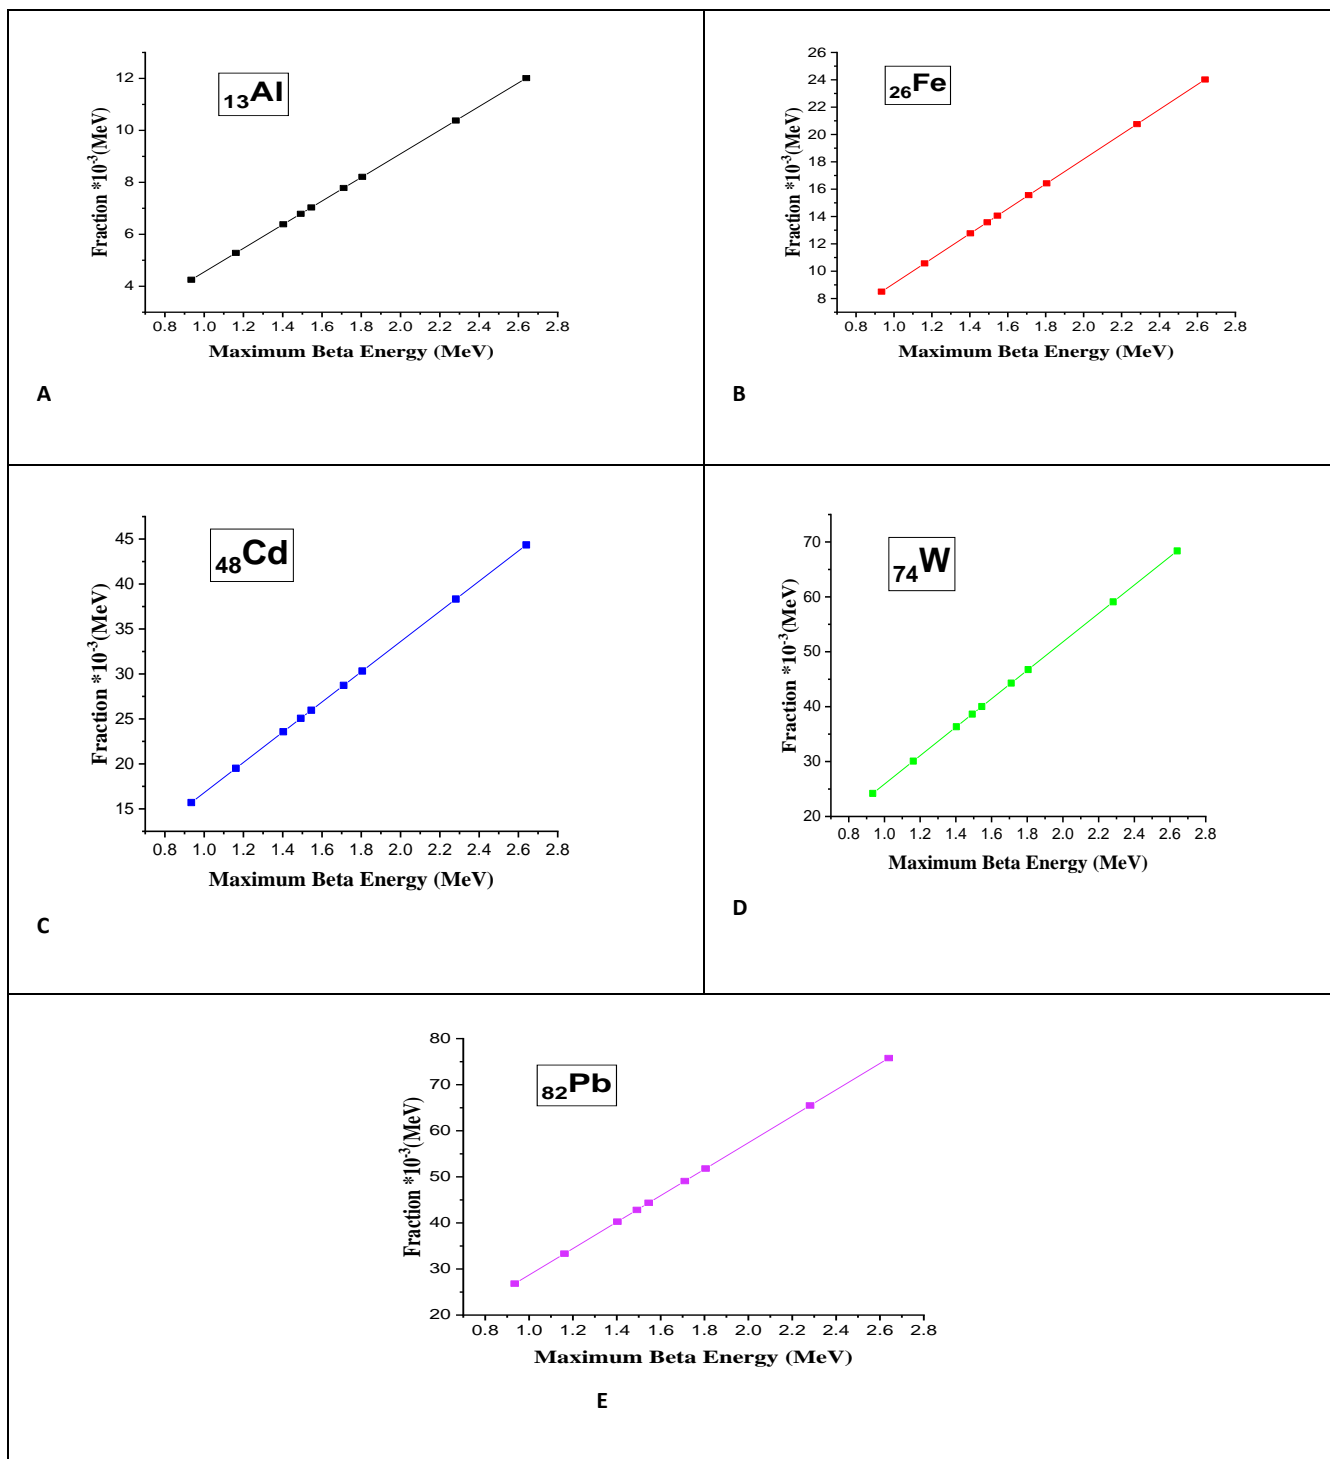 ₁₃Al
Fraction *10⁻³(MeV)
12
10
8
6
4
0.8 1.0 1.2 1.4 1.6 1.8 2.0 2.2 2.4 2.6 2.8
Maximum Beta Energy (MeV)
A
₂₆Fe
Fraction *10⁻³(MeV)
26
24
22
20
18
16
14
12
10
8
0.8 1.0 1.2 1.4 1.6 1.8 2.0 2.2 2.4 2.6 2.8
Maximum Beta Energy (MeV)
B
₄₈Cd
Fraction *10⁻³(MeV)
45
40
35
30
25
20
15
0.8 1.0 1.2 1.4 1.6 1.8 2.0 2.2 2.4 2.6 2.8
Maximum Beta Energy (MeV)
C
₇₄W
Fraction *10⁻³(MeV)
70
60
50
40
30
20
0.8 1.0 1.2 1.4 1.6 1.8 2.0 2.2 2.4 2.6 2.8
Maximum Beta Energy (MeV)
D
₈₂Pb
Fraction *10⁻³(MeV)
80
70
60
50
40
30
20
0.8 1.0 1.2 1.4 1.6 1.8 2.0 2.2 2.4 2.6 2.8
Maximum Beta Energy (MeV)
E